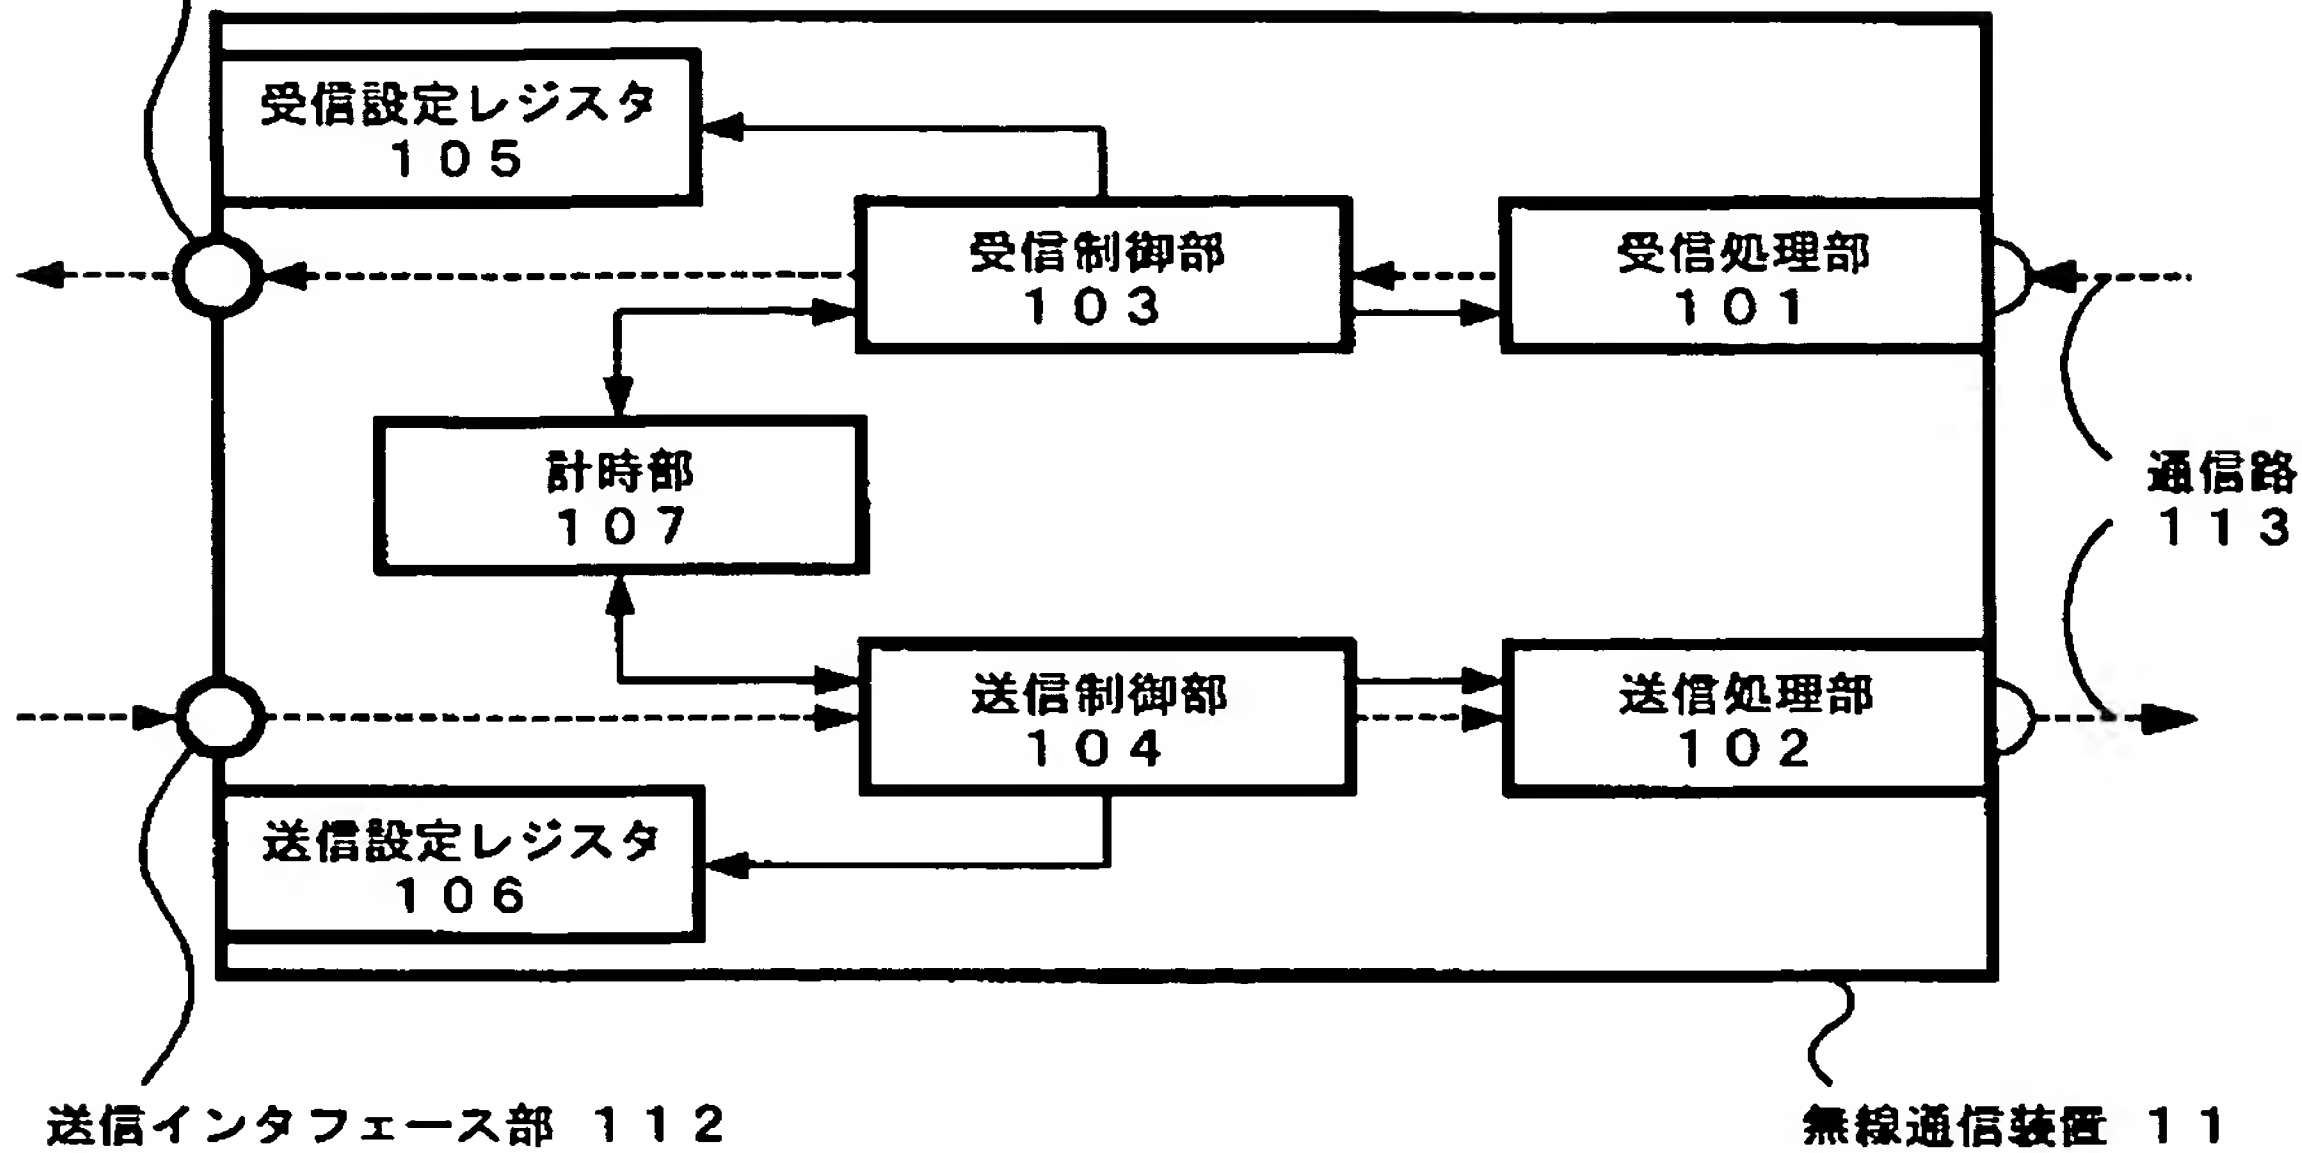 受信設定レジスタ
１０５
受信制御部
１０３
受信処理部
１０１
計時部
１０７
通信路
１１３
送信制御部
１０４
送信処理部
１０２
送信設定レジスタ
１０６
送信インタフェース部 １１２
無線通信装置 １１